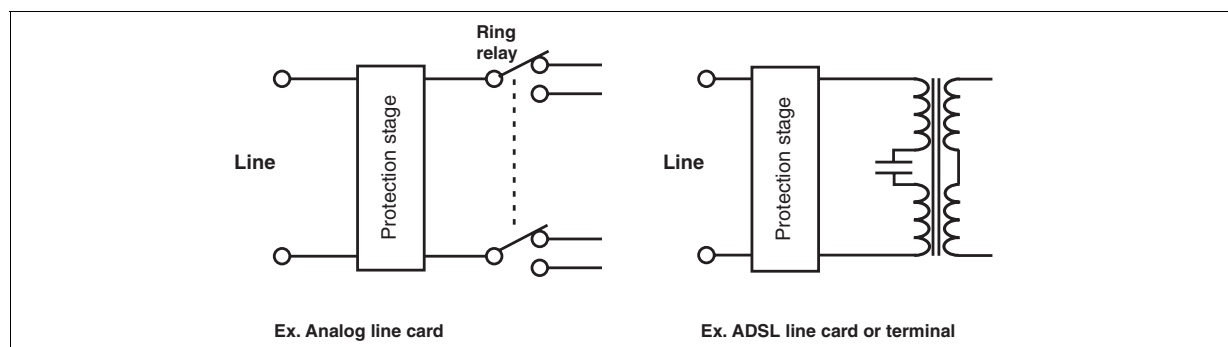 Ring
relay
Line
Protection stage
Ex. Analog line card
Line
Protection stage
Ex. ADSL line card or terminal